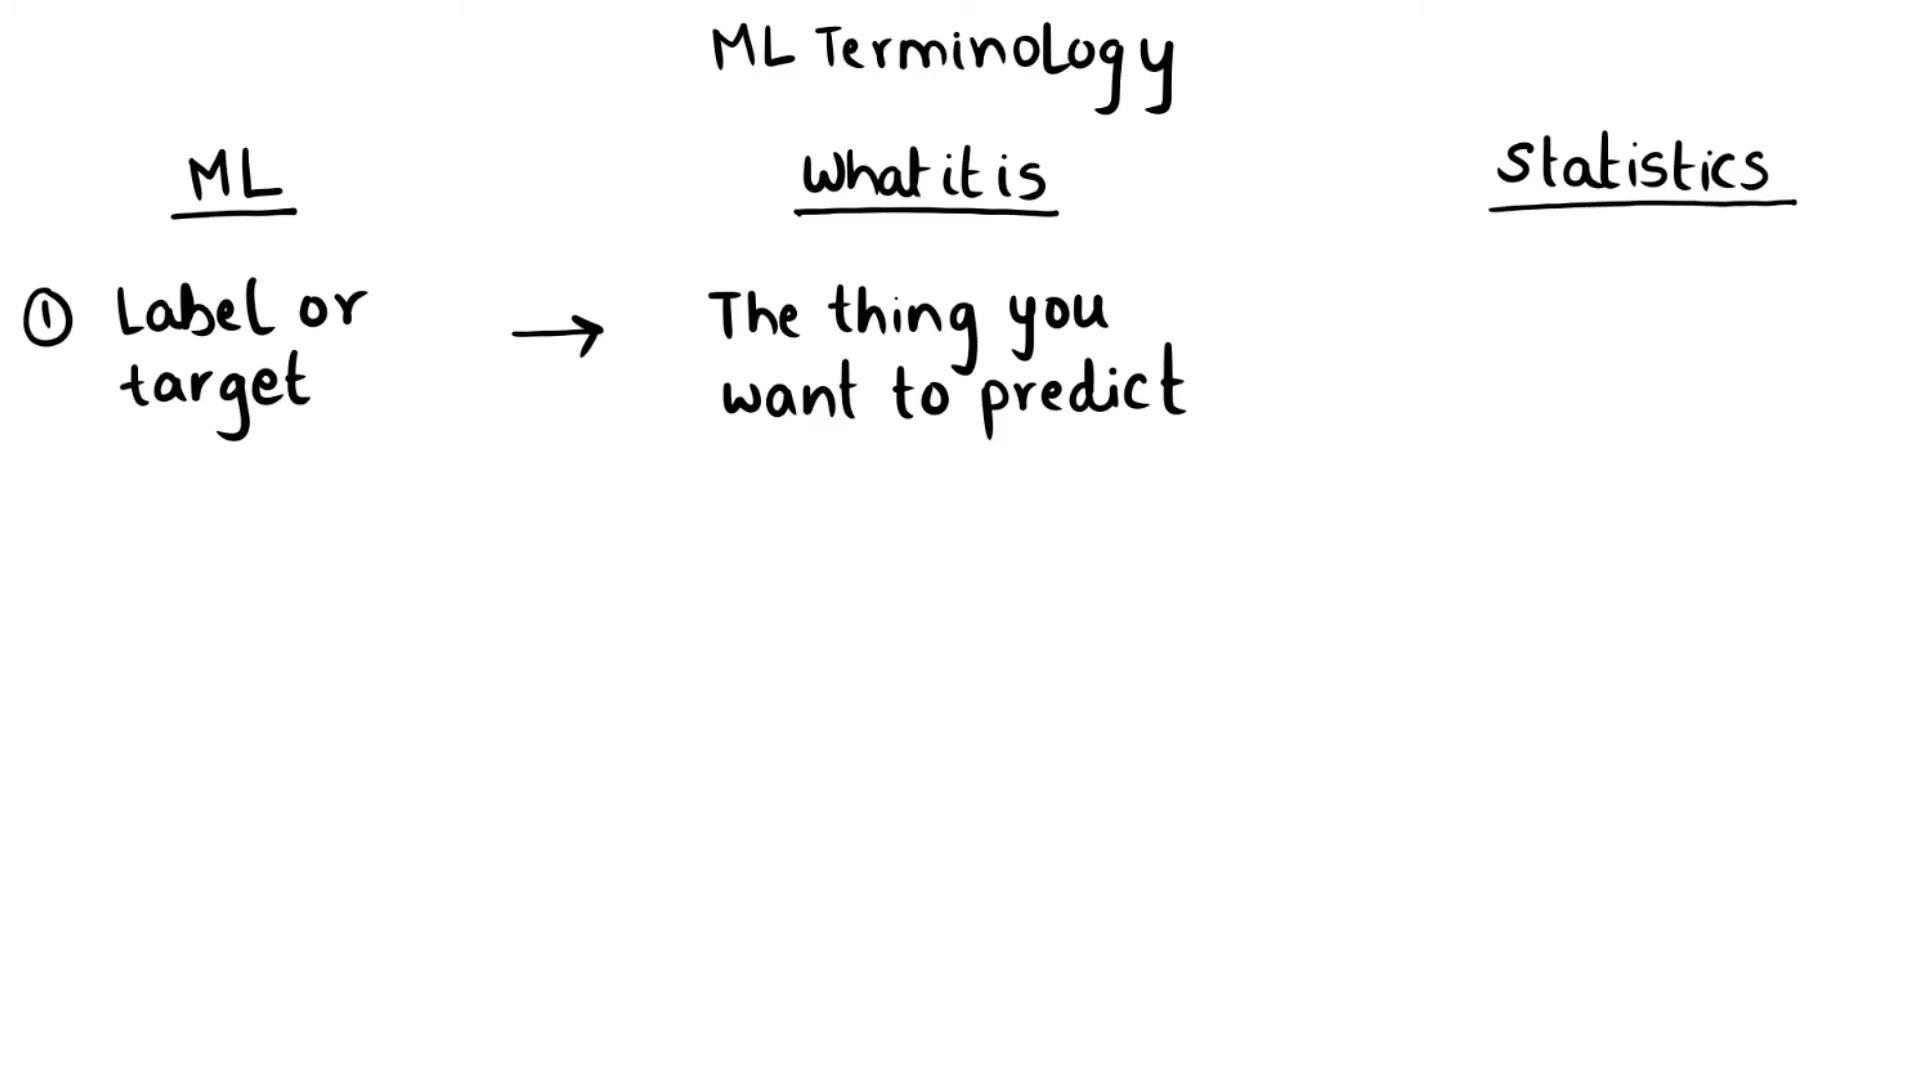 ML Terminology
ML What it is Statistics
① Label or → The thing you
target want to predict